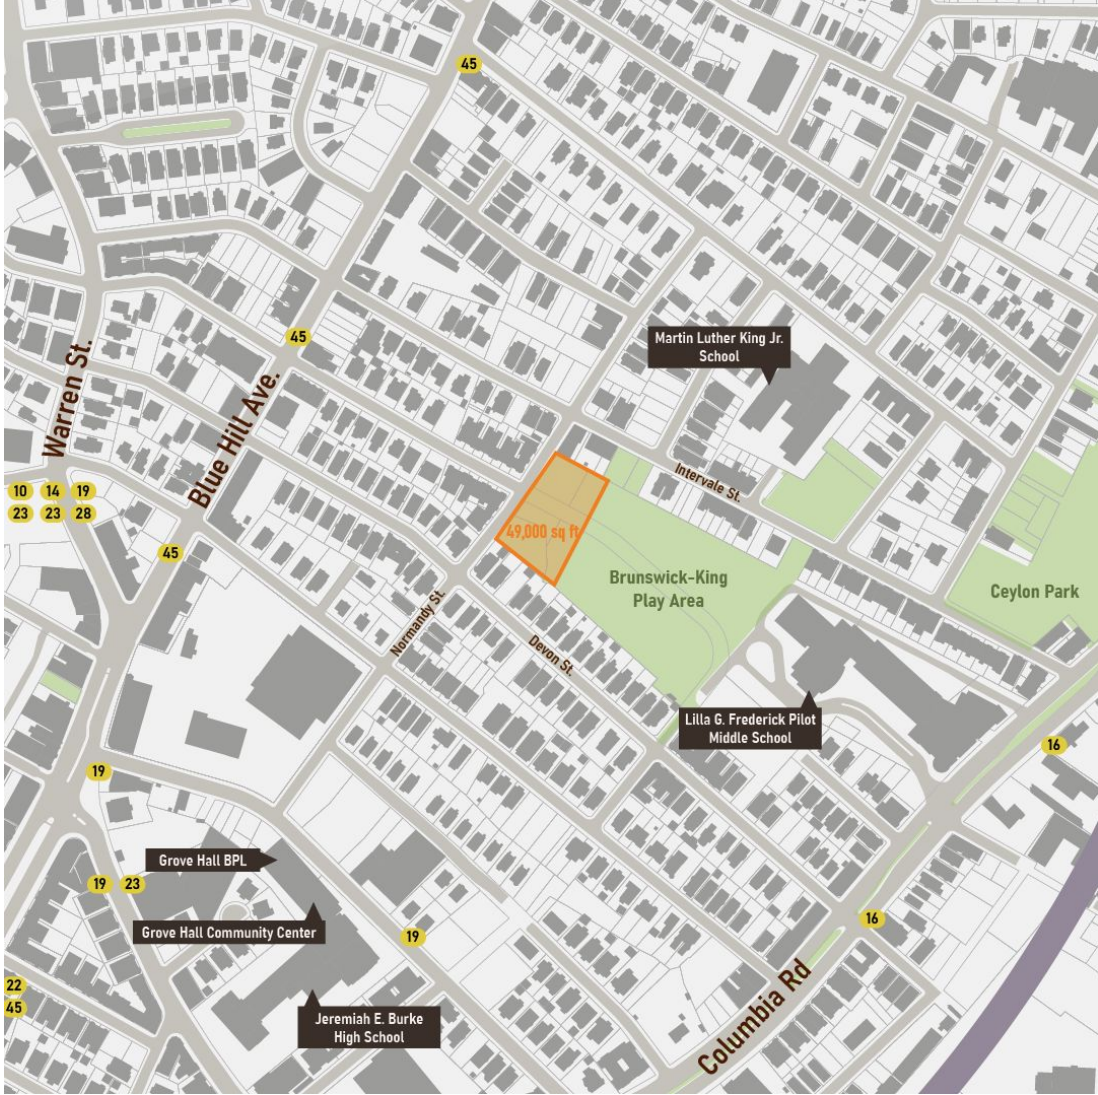 45
45
Martin Luther King Jr.
School
Warren St.
Blue Hill Ave.
10 14 19
23 23 28
Intervale St.
49,000 sq ft
45
Brunswick-King
Play Area
Ceylon Park
Normandy St.
Devon St.
Lilla G. Frederick Pilot
Middle School
16
19
Grove Hall BPL
19 23
16
Grove Hall Community Center
19
22
45
Columbia Rd
Jeremiah E. Burke
High School